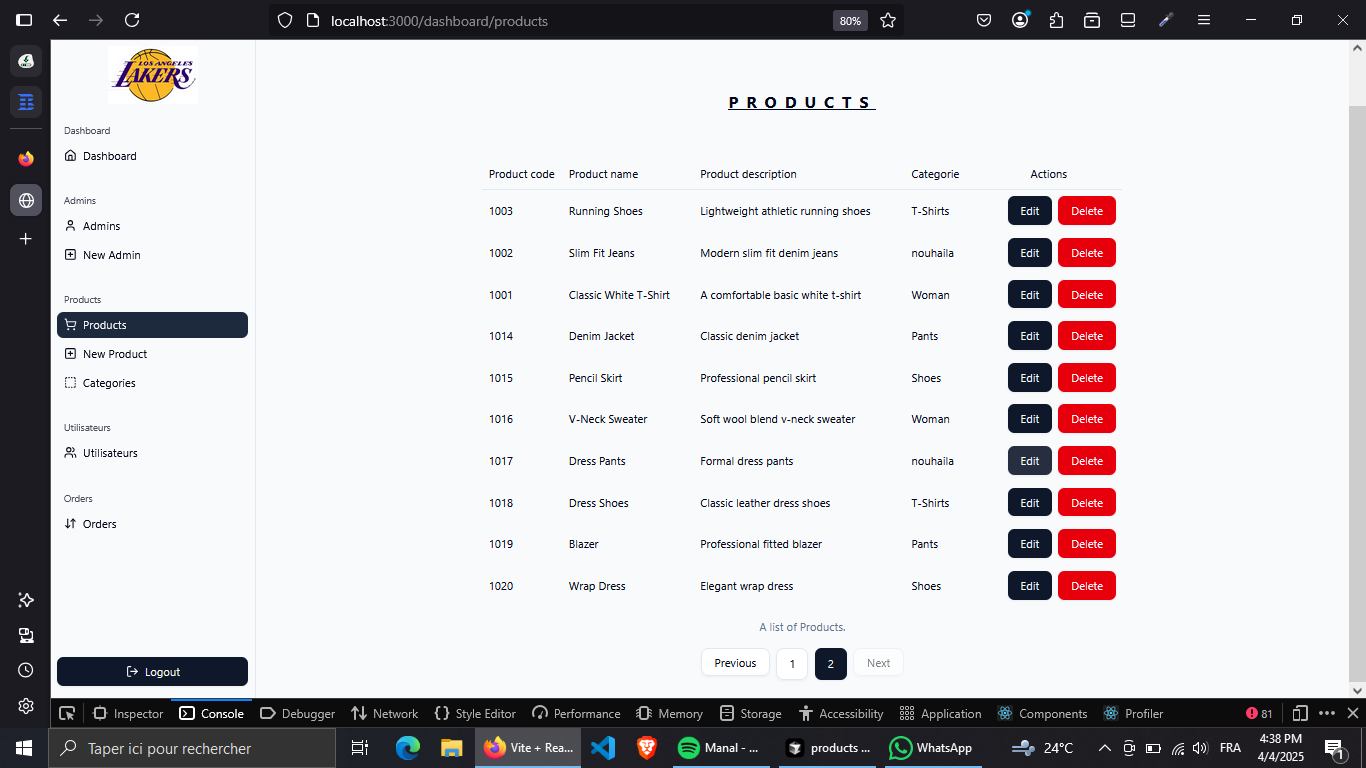 localhost:3000/dashboard/products
80%
LOS ANGELES
LAKERS
Dashboard
Dashboard
Admins
Admins
New Admin
Products
Products
New Product
Categories
Utilisateurs
Utilisateurs
Orders
Orders
Logout
PRODUCTS
Product code Product name Product description Categorie Actions
1003 Running Shoes Lightweight athletic running shoes T-Shirts Edit Delete
1002 Slim Fit Jeans Modern slim fit denim jeans nouhaila Edit Delete
1001 Classic White T-Shirt A comfortable basic white t-shirt Woman Edit Delete
1014 Denim Jacket Classic denim jacket Pants Edit Delete
1015 Pencil Skirt Professional pencil skirt Shoes Edit Delete
1016 V-Neck Sweater Soft wool blend v-neck sweater Woman Edit Delete
1017 Dress Pants Formal dress pants nouhaila Edit Delete
1018 Dress Shoes Classic leather dress shoes T-Shirts Edit Delete
1019 Blazer Professional fitted blazer Pants Edit Delete
1020 Wrap Dress Elegant wrap dress Shoes Edit Delete
A list of Products.
Previous 1 2 Next
Inspector Console Debugger Network Style Editor Performance Memory Storage Accessibility Application Components Profiler 81
Taper ici pour rechercher
Vite + Rea...
Manal - ...
products ...
WhatsApp
24°C
FRA
4:38 PM
4/4/2025
1